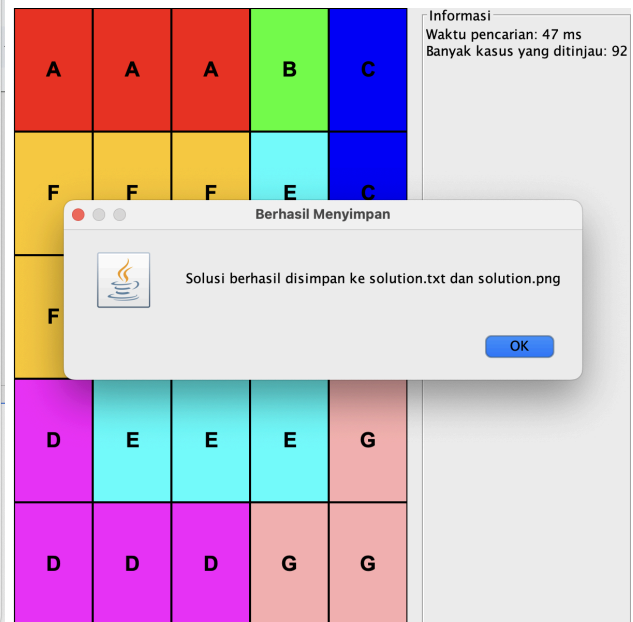 Informasi
Waktu pencarian: 47 ms
Banyak kasus yang ditinjau: 92
A A A B C
F F F E C
Berhasil Menyimpan
Solusi berhasil disimpan ke solution.txt dan solution.png
F
OK
D E E E G
D D D G G